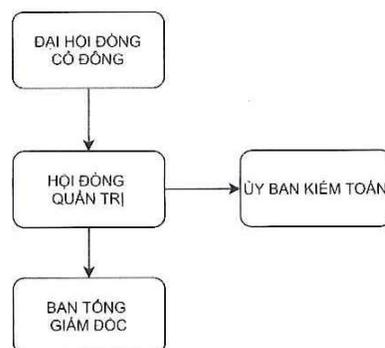 ĐẠI HỘI ĐỒNG
CỔ ĐÔNG
HỘI ĐỒNG
QUẢN TRỊ
ỦY BAN KIỂM TOÁN
BAN TỔNG
GIÁM ĐỐC